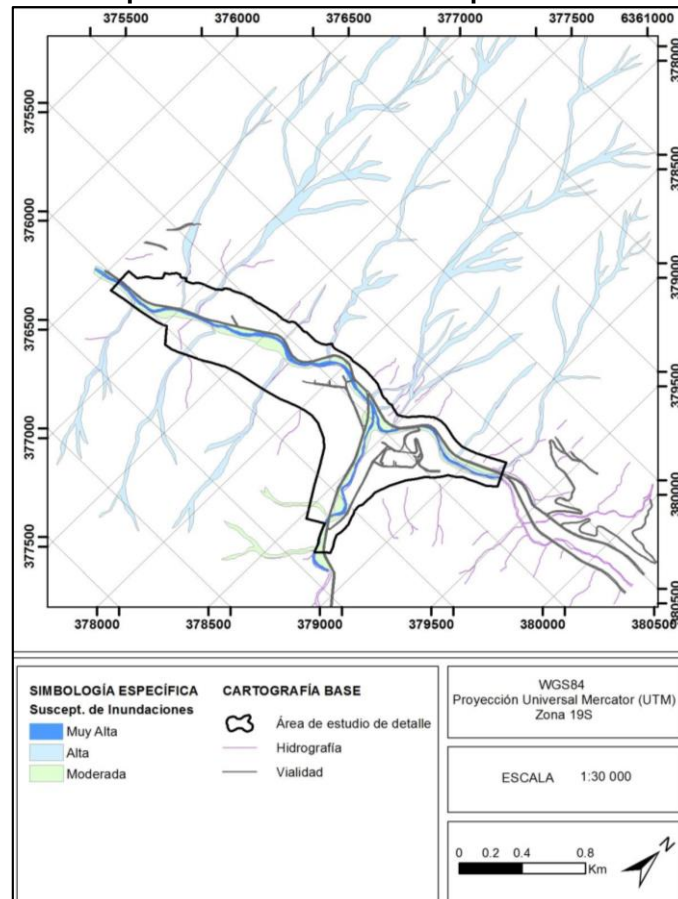 375500 376000 376500 377000 377500 6361000
375500
376000
376500
377000
377500
378000
378500
379000
379500
380000
380500
378000 378500 379000 379500 380000 380500
SIMBOLOGÍA ESPECÍFICA
Suscept. de Inundaciones
Muy Alta
Alta
Moderada
CARTOGRAFÍA BASE
Área de estudio de detalle
Hidrografía
Vialidad
WGS84
Proyección Universal Mercator (UTM)
Zona 19S
ESCALA 1:30 000
0 0.2 0.4 0.8
Km
N